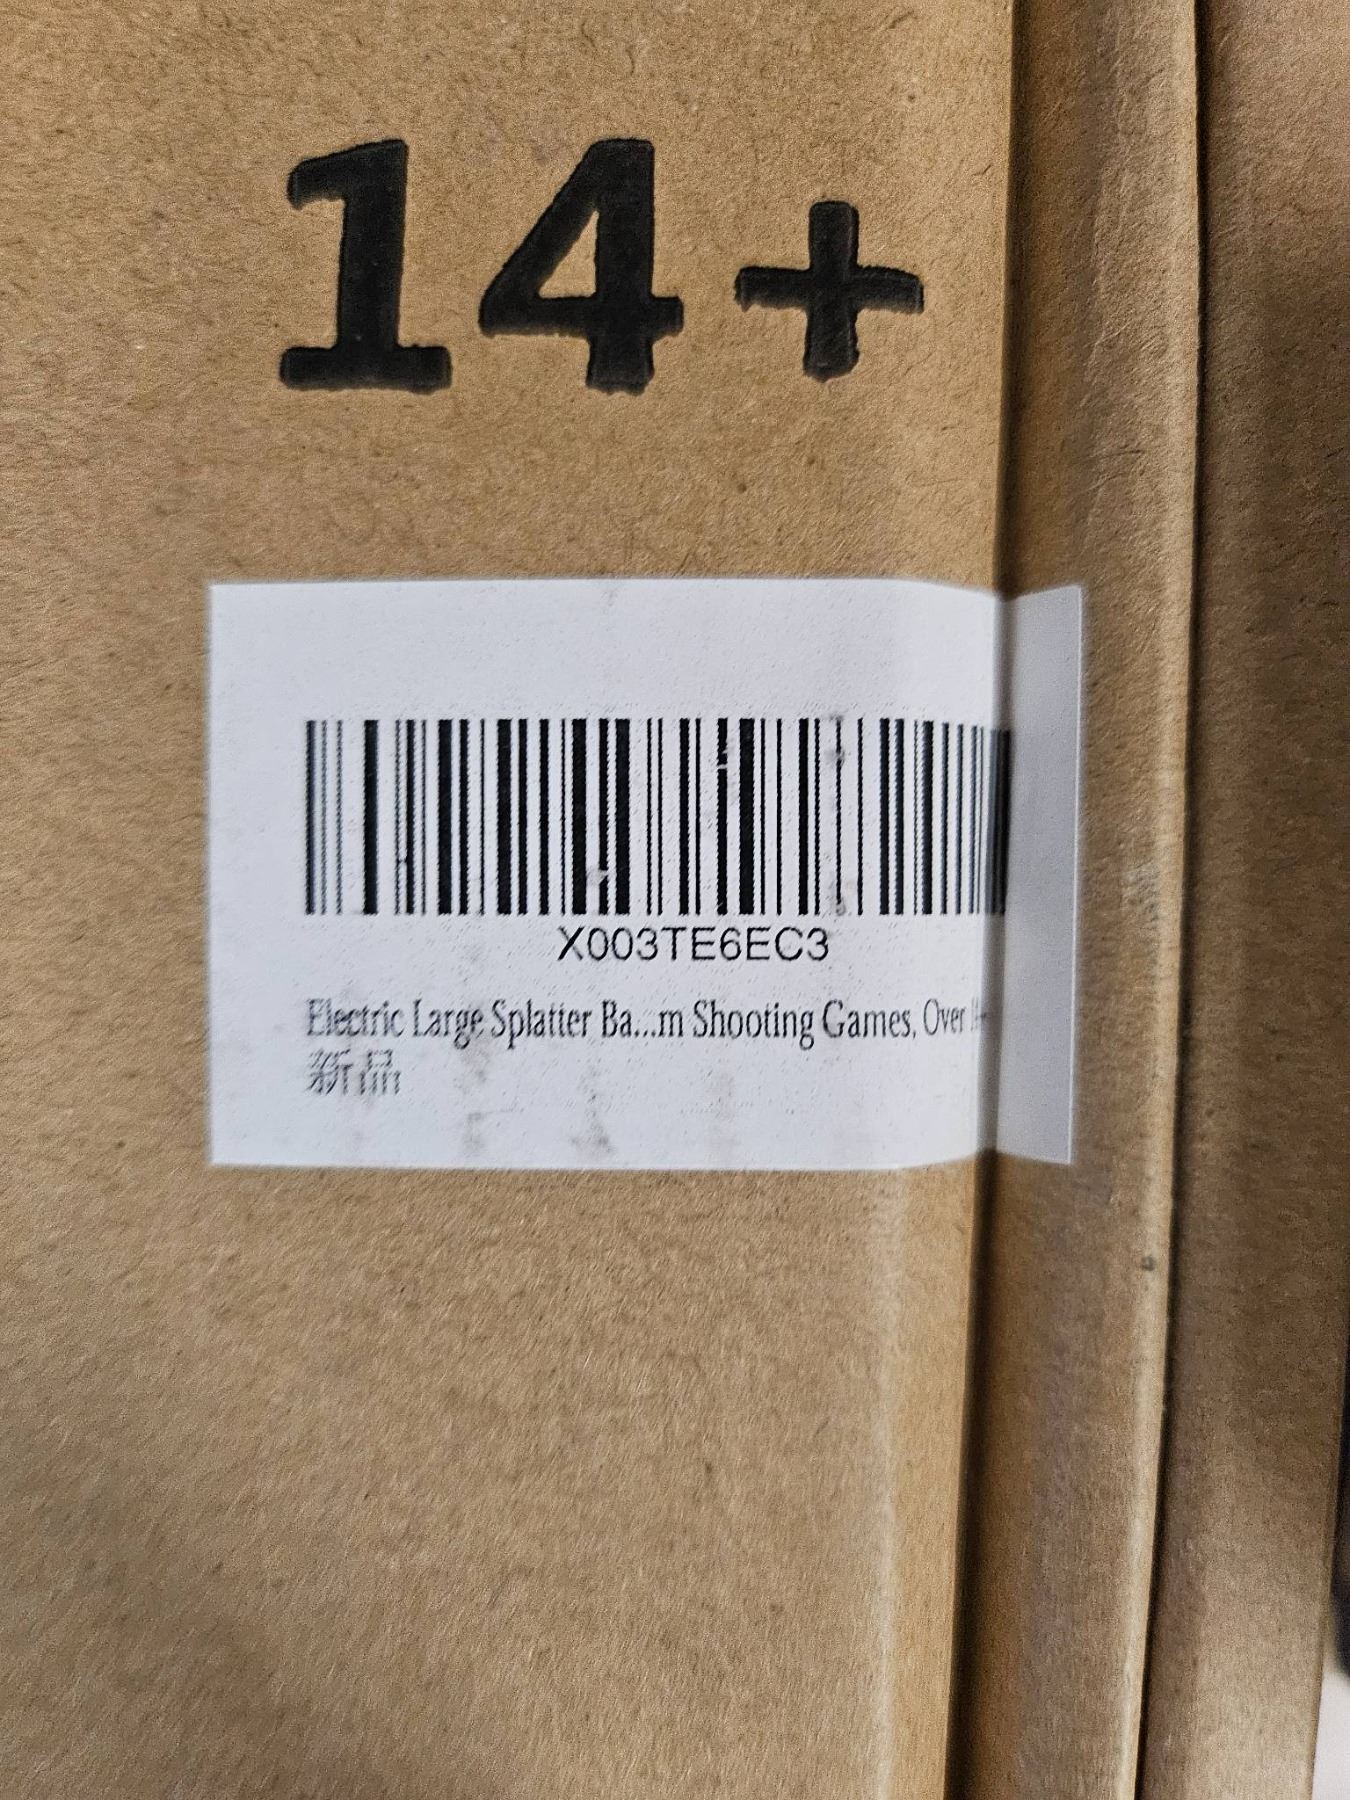 14+
X003TE6EC3
Electric Large Splatter Ba...m Shooting Games, Over
新品